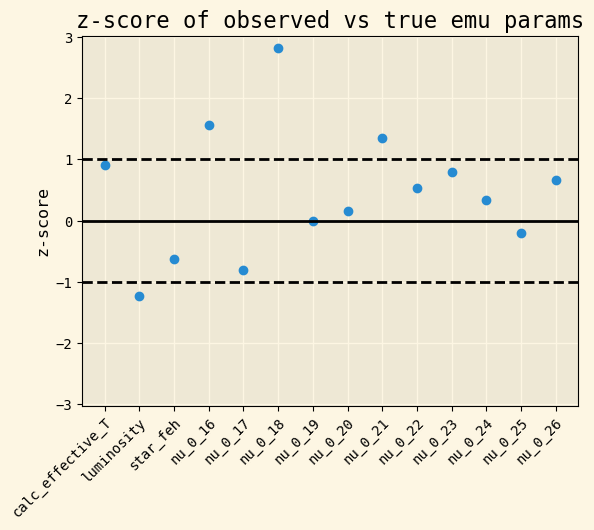 z-score of observed vs true emu params
z-score
3
2
1
0
−1
−2
−3
calc_effective_T
luminosity
star_feh
nu_0_16
nu_0_17
nu_0_18
nu_0_19
nu_0_20
nu_0_21
nu_0_22
nu_0_23
nu_0_24
nu_0_25
nu_0_26